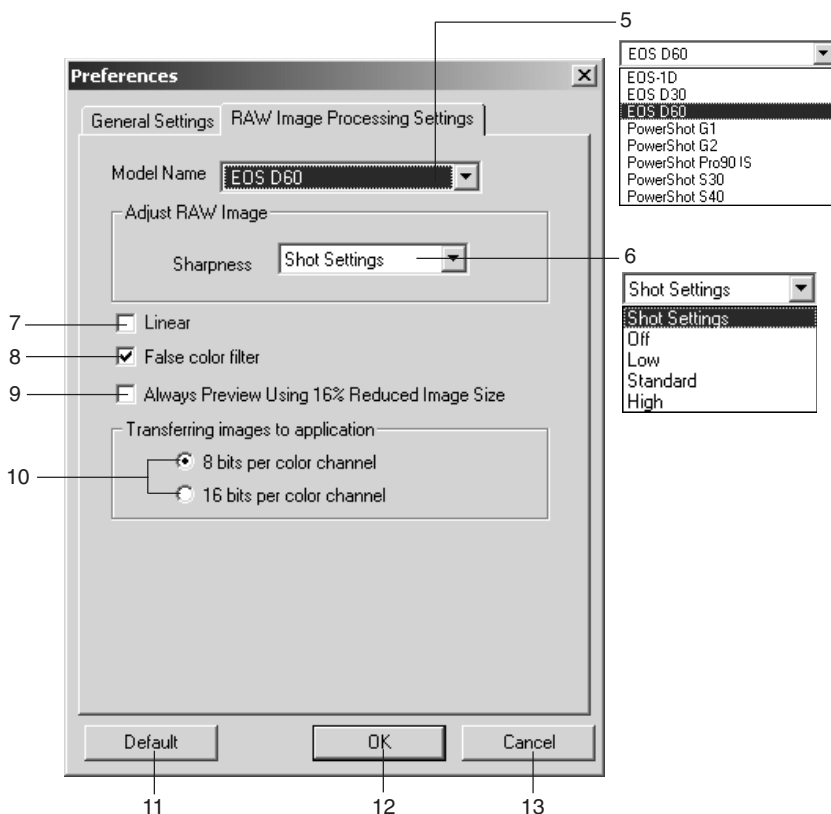 5
EOS D60
EOS-1D
EOS D30
EOS D60
PowerShot G1
PowerShot G2
PowerShot Pro90 IS
PowerShot S30
PowerShot S40
Preferences
General Settings
RAW Image Processing Settings
Model Name
EOS D60
Adjust RAW Image
Sharpness
Shot Settings
6
Shot Settings
Shot Settings
Off
Low
Standard
High
7
Linear
8
False color filter
9
Always Preview Using 16% Reduced Image Size
Transferring images to application
10
8 bits per color channel
16 bits per color channel
Default
OK
Cancel
11
12
13